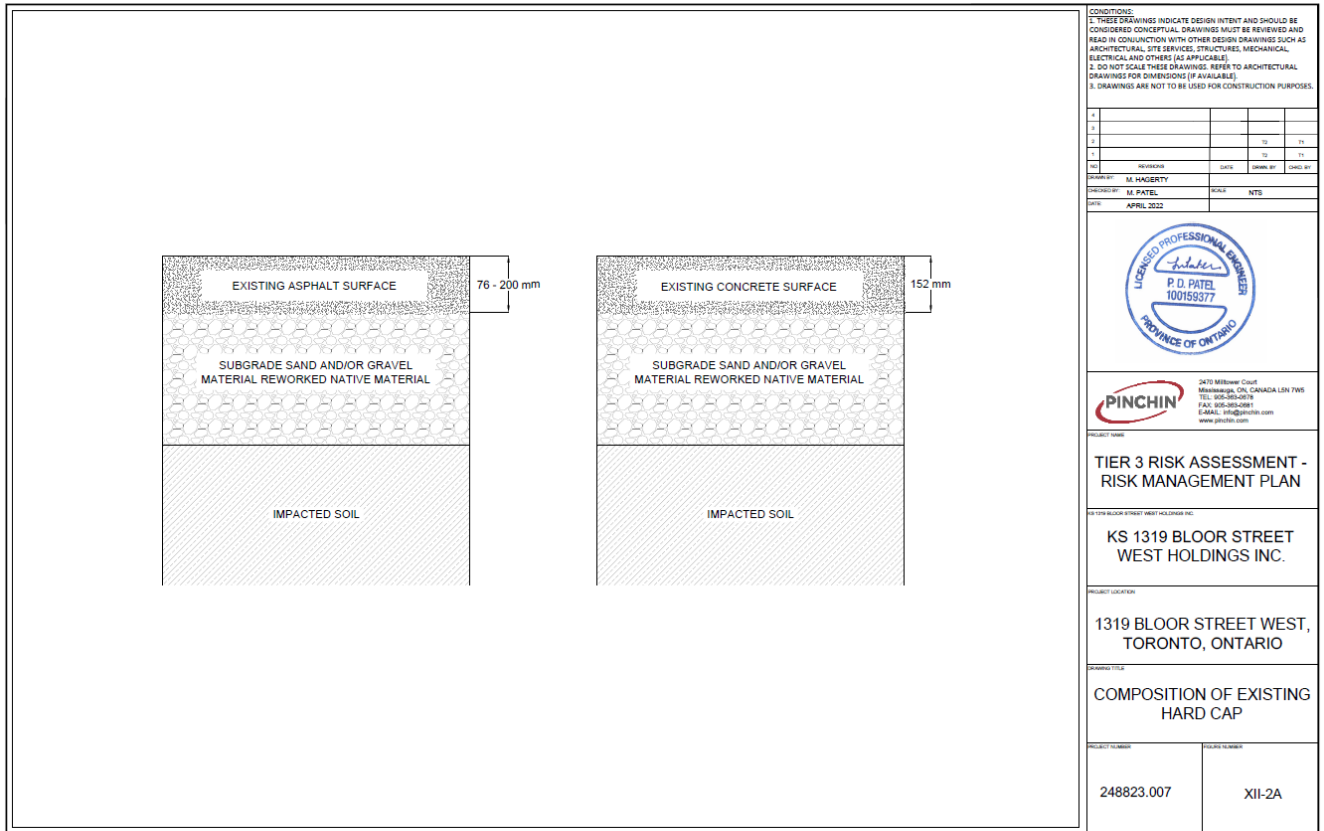 EXISTING ASPHALT SURFACE
76 - 200 mm
SUBGRADE SAND AND/OR GRAVEL
MATERIAL REWORKED NATIVE MATERIAL
IMPACTED SOIL
EXISTING CONCRETE SURFACE
152 mm
SUBGRADE SAND AND/OR GRAVEL
MATERIAL REWORKED NATIVE MATERIAL
IMPACTED SOIL
CONDITIONS:
1. THESE DRAWINGS INDICATE DESIGN INTENT AND SHOULD BE
CONSIDERED CONCEPTUAL. DRAWINGS MUST BE REVIEWED AND
READ IN CONJUNCTION WITH OTHER DESIGN DRAWINGS SUCH AS
ARCHITECTURAL, SITE SERVICES, STRUCTURES, MECHANICAL,
ELECTRICAL AND OTHERS (AS APPLICABLE).
2. DO NOT SCALE THESE DRAWINGS. REFER TO ARCHITECTURAL
DRAWINGS FOR DIMENSIONS (IF AVAILABLE).
3. DRAWINGS ARE NOT TO BE USED FOR CONSTRUCTION PURPOSES.
4
3
2 T2 T1
1 T2 T1
NO REVISIONS DATE DRWN. BY CHKD. BY
DRAWN BY: M. HAGERTY
CHECKED BY: M. PATEL SCALE NTS
DATE: APRIL 2022
LICENSED PROFESSIONAL ENGINEER
P. D. PATEL
100159377
PROVINCE OF ONTARIO
PINCHIN
2470 Milltower Court
Mississauga, ON, CANADA L5N 7W5
TEL: 905-363-0678
FAX: 905-363-0681
E-MAIL: info@pinchin.com
www.pinchin.com
PROJECT NAME
TIER 3 RISK ASSESSMENT -
RISK MANAGEMENT PLAN
KS 1319 BLOOR STREET WEST HOLDINGS INC.
KS 1319 BLOOR STREET
WEST HOLDINGS INC.
PROJECT LOCATION
1319 BLOOR STREET WEST,
TORONTO, ONTARIO
DRAWING TITLE
COMPOSITION OF EXISTING
HARD CAP
PROJECT NUMBER
248823.007
FIGURE NUMBER
XII-2A